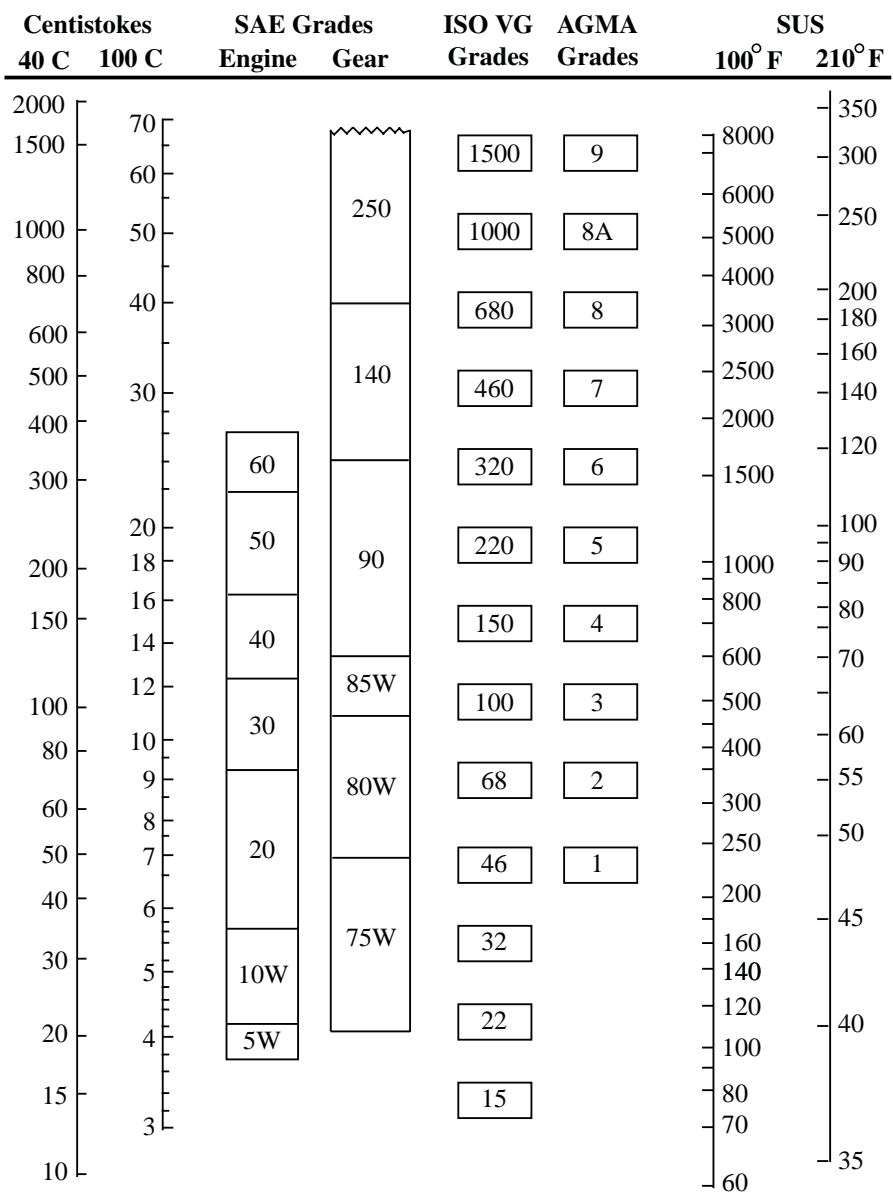 Centistokes SAE Grades ISO VG AGMA SUS
40 C 100 C Engine Gear Grades Grades 100° F 210° F
2000 350
70 8000
1500 60 1500 9 300
6000
250 250
1000 50 1000 8A 5000
800 4000
40 200
680 8 180
600 3000
160
500 140 30 460 7 2500 140
400 2000
120
60 320 6
300 1500
20 100
50 220 5
200 18 90 1000 90
16 800 80
150 40 150 4
14 600 70
12 85W
100 30 100 3 500
10 400 60
80
9 80W 68 2 55
60 8 300
50
50 7 20 46 1 250
40 6 200 45
75W 32 160
30 5 10W 140
120
22 40
20 4 5W 100
15 15 80
3 70
10 35
60